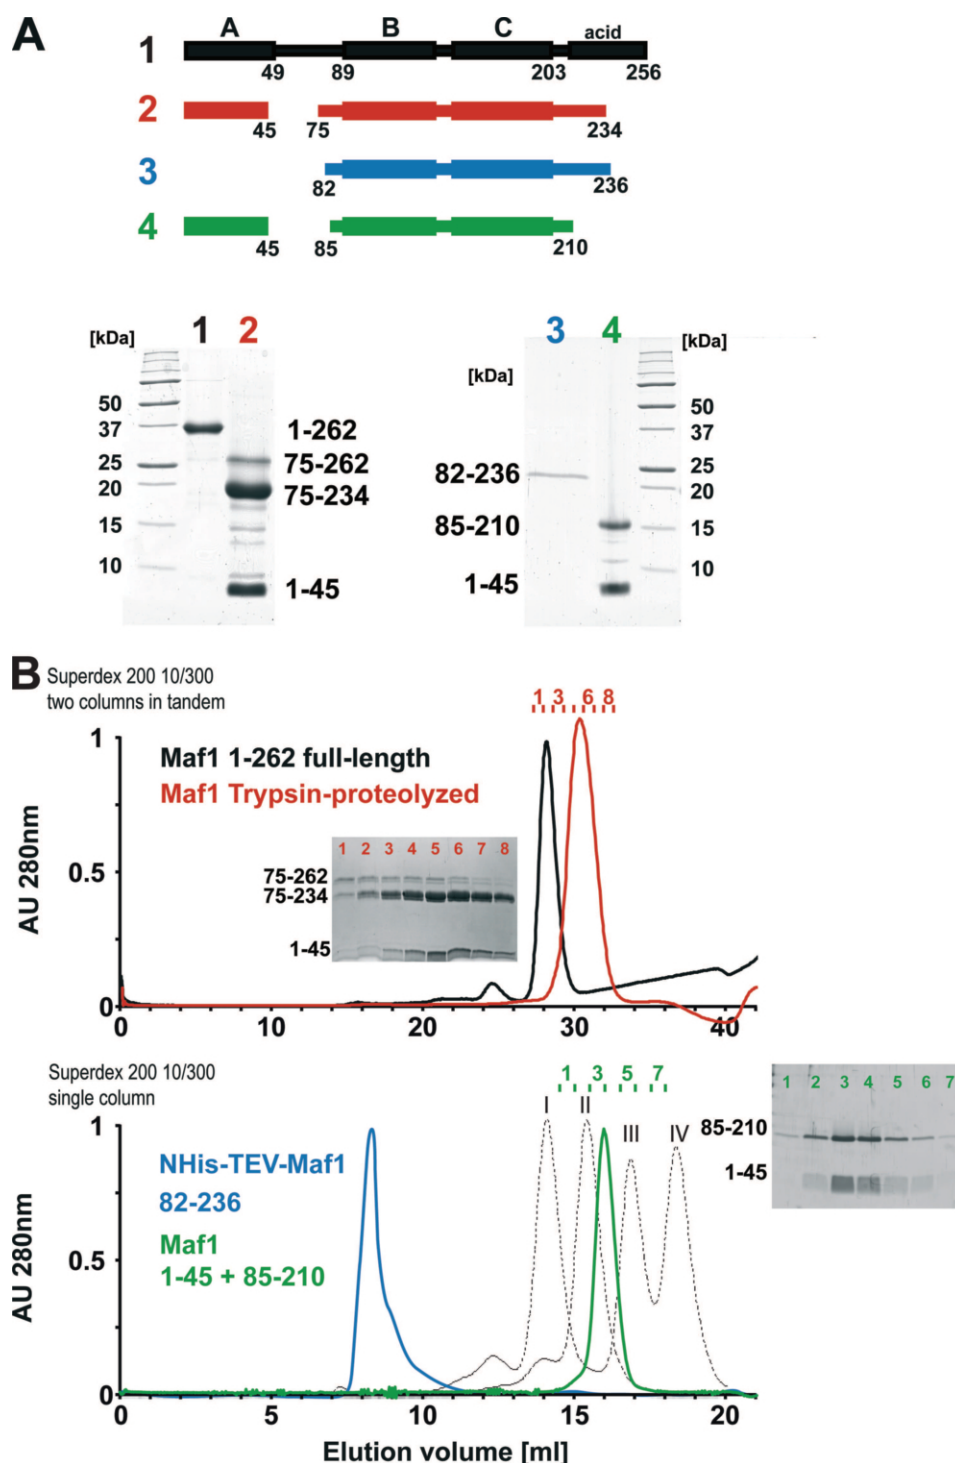 A
A B C acid
1
49 89 203 256
2
45 75 234
3
82 236
4
45 85 210
[kDa] 1 2
50
37
25
20
15
10
1-262
75-262
75-234
1-45
3 4 [kDa]
[kDa]
82-236
85-210
1-45
50
37
25
20
15
10
B Superdex 200 10/300
two columns in tandem
1 3 6 8
Maf1 1-262 full-length
Maf1 Trypsin-proteolyzed
1 2 3 4 5 6 7 8
75-262
75-234
1-45
AU 280nm
1
0.5
0
0 10 20 30 40
Superdex 200 10/300
single column
1 3 5 7
I II III IV
NHis-TEV-Maf1
82-236
Maf1
1-45 + 85-210
1 2 3 4 5 6 7
85-210
1-45
AU 280nm
1
0.5
0
0 5 10 15 20
Elution volume [ml]